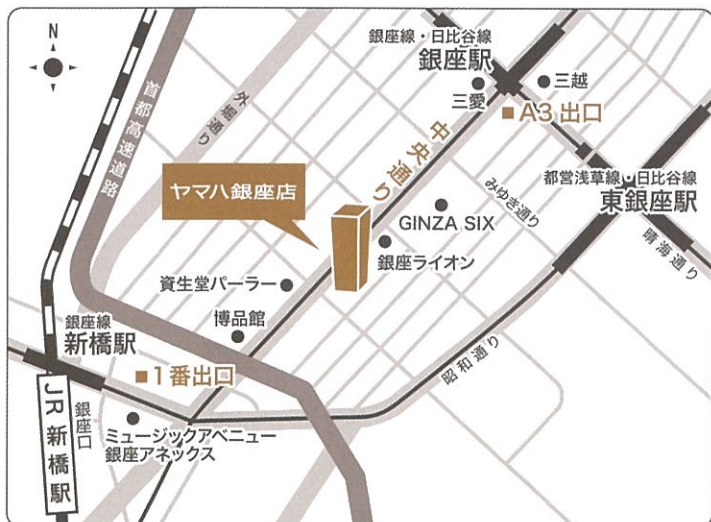 N
銀座線・日比谷線
銀座駅
三越
三愛
A3 出口
首都高速道路
外堀通り
中央通り
ヤマハ銀座店
都営浅草線・日比谷線
東銀座駅
みゆき通り
GINZA SIX
晴海通り
銀座ライオン
資生堂パーラー
博品館
銀座線
新橋駅
1番出口
昭和通り
JR 新橋駅
銀座口
ミュージックアベニュー
銀座アネックス